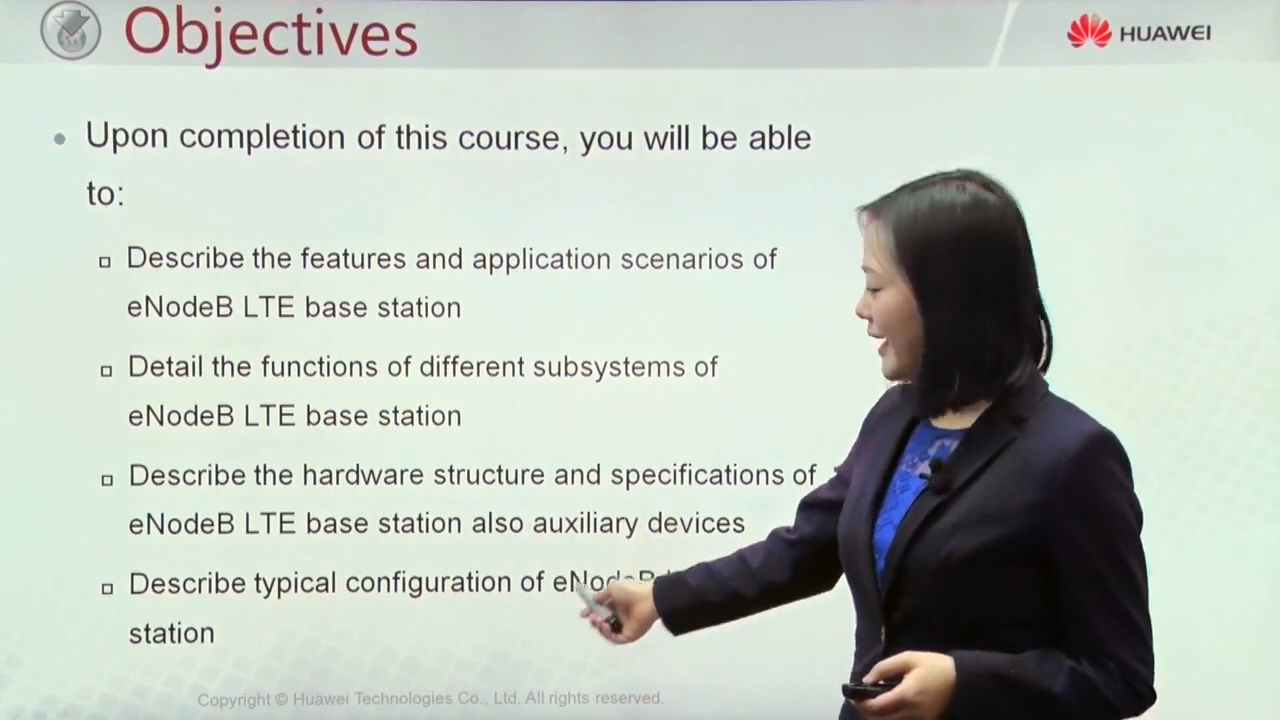 Objectives
HUAWEI
Upon completion of this course, you will be able
to:
Describe the features and application scenarios of
eNodeB LTE base station
Detail the functions of different subsystems of
eNodeB LTE base station
Describe the hardware structure and specifications of
eNodeB LTE base station also auxiliary devices
Describe typical configuration of eNodeB
station
Copyright © Huawei Technologies Co., Ltd. All rights reserved.